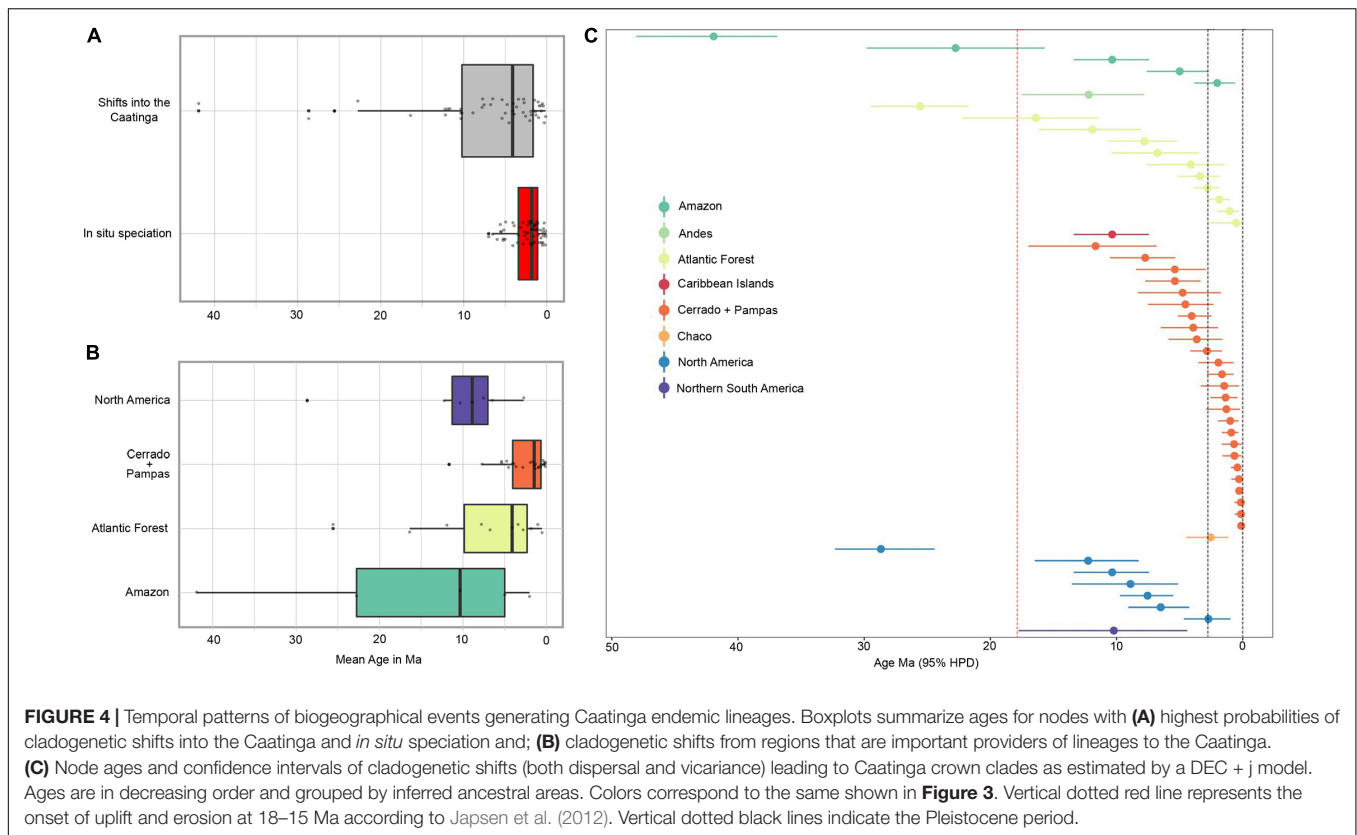 A
Shifts into the
Caatinga
In situ speciation
40
30
20
10
0
B
North America
Cerrado
+
Pampas
Atlantic Forest
Amazon
40
30
20
10
0
Mean Age in Ma
C
Amazon
Andes
Atlantic Forest
Caribbean Islands
Cerrado + Pampas
Chaco
North America
Northern South America
50
40
30
20
10
0
Age Ma (95% HPD)
FIGURE 4 | Temporal patterns of biogeographical events generating Caatinga endemic lineages. Boxplots summarize ages for nodes with (A) highest probabilities of
cladogenetic shifts into the Caatinga and in situ speciation and; (B) cladogenetic shifts from regions that are important providers of lineages to the Caatinga.
(C) Node ages and confidence intervals of cladogenetic shifts (both dispersal and vicariance) leading to Caatinga crown clades as estimated by a DEC + j model.
Ages are in decreasing order and grouped by inferred ancestral areas. Colors correspond to the same shown in Figure 3. Vertical dotted red line represents the
onset of uplift and erosion at 18–15 Ma according to Japsen et al. (2012). Vertical dotted black lines indicate the Pleistocene period.